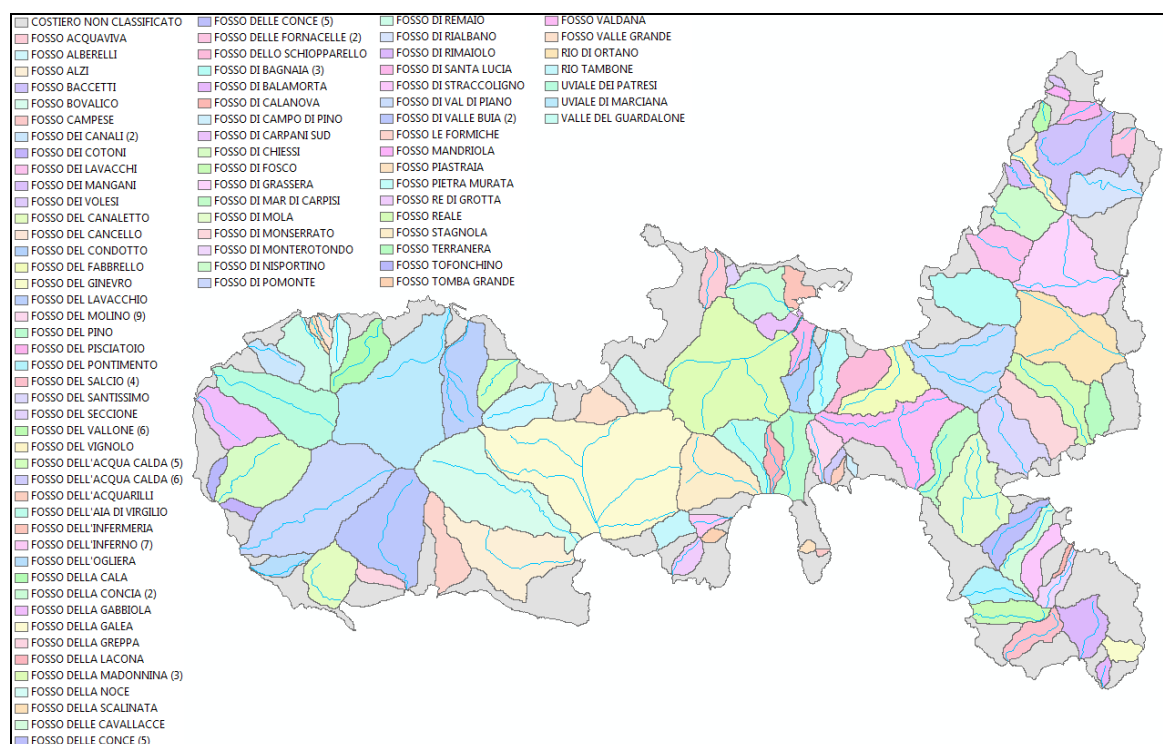 COSTIERO NON CLASSIFICATO
FOSSO ACQUAVIVA
FOSSO ALBERELLI
FOSSO ALZI
FOSSO BACCETTI
FOSSO BOVALICO
FOSSO CAMPESE
FOSSO DEI CANALI (2)
FOSSO DEI COTONI
FOSSO DEI LAVACCHI
FOSSO DEI MANGANI
FOSSO DEI VOLESI
FOSSO DEL CANALETTO
FOSSO DEL CANCELLO
FOSSO DEL CONDOTTO
FOSSO DEL FABBRELLO
FOSSO DEL GINEVRO
FOSSO DEL LAVACCHIO
FOSSO DEL MOLINO (9)
FOSSO DEL PINO
FOSSO DEL PISCIATOIO
FOSSO DEL PONTIMENTO
FOSSO DEL SALCIO (4)
FOSSO DEL SANTISSIMO
FOSSO DEL SECCIONE
FOSSO DEL VALLONE (6)
FOSSO DEL VIGNOLO
FOSSO DELL'ACQUA CALDA (5)
FOSSO DELL'ACQUA CALDA (6)
FOSSO DELL'ACQUARILLI
FOSSO DELL'AIA DI VIRGILIO
FOSSO DELL'INFERMERIA
FOSSO DELL'INFERNO (7)
FOSSO DELL'OGLIERA
FOSSO DELLA CALA
FOSSO DELLA CONCIA (2)
FOSSO DELLA GABBIOLA
FOSSO DELLA GALEA
FOSSO DELLA GREPPA
FOSSO DELLA LACONA
FOSSO DELLA MADONNINA (3)
FOSSO DELLA NOCE
FOSSO DELLA SCALINATA
FOSSO DELLE CAVALLACCE
FOSSO DELLE CONCE (5)
FOSSO DELLE CONCE (5)
FOSSO DELLE FORNACELLE (2)
FOSSO DELLO SCHIOPPARELLO
FOSSO DI BAGNAIA (3)
FOSSO DI BALAMORTA
FOSSO DI CALANOVA
FOSSO DI CAMPO DI PINO
FOSSO DI CARPANI SUD
FOSSO DI CHIESSI
FOSSO DI FOSCO
FOSSO DI GRASSERA
FOSSO DI MAR DI CARPISI
FOSSO DI MOLA
FOSSO DI MONSERRATO
FOSSO DI MONTEROTONDO
FOSSO DI NISPORTINO
FOSSO DI POMONTE
FOSSO DI REMAIO
FOSSO DI RIALBANO
FOSSO DI RIMAIOLO
FOSSO DI SANTA LUCIA
FOSSO DI STRACCOLIGNO
FOSSO DI VAL DI PIANO
FOSSO DI VALLE BUIA (2)
FOSSO LE FORMICHE
FOSSO MANDRIOLA
FOSSO PIASTRAIA
FOSSO PIETRA MURATA
FOSSO RE DI GROTTA
FOSSO REALE
FOSSO STAGNOLA
FOSSO TERRANERA
FOSSO TOFONCHINO
FOSSO TOMBA GRANDE
FOSSO VALDANA
FOSSO VALLE GRANDE
RIO DI ORTANO
RIO TAMBONE
UVIALE DEI PATRESI
UVIALE DI MARCIANA
VALLE DEL GUARDALONE